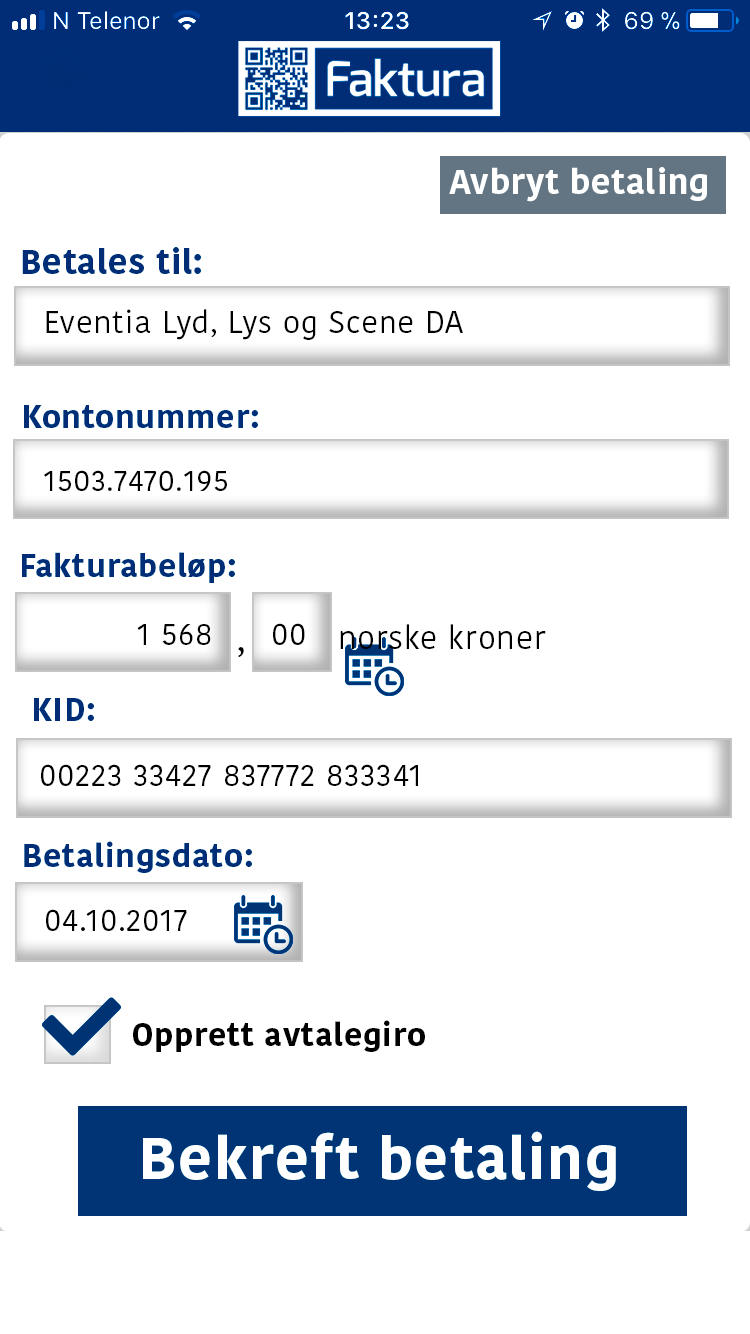 N Telenor 13:23 69 %
Faktura
Avbryt betaling
Betales til:
Eventia Lyd, Lys og Scene DA
Kontonummer:
1503.7470.195
Fakturabeløp:
1 568 , 00 norske kroner
KID:
00223 33427 837772 833341
Betalingsdato:
04.10.2017
Opprett avtalegiro
Bekreft betaling